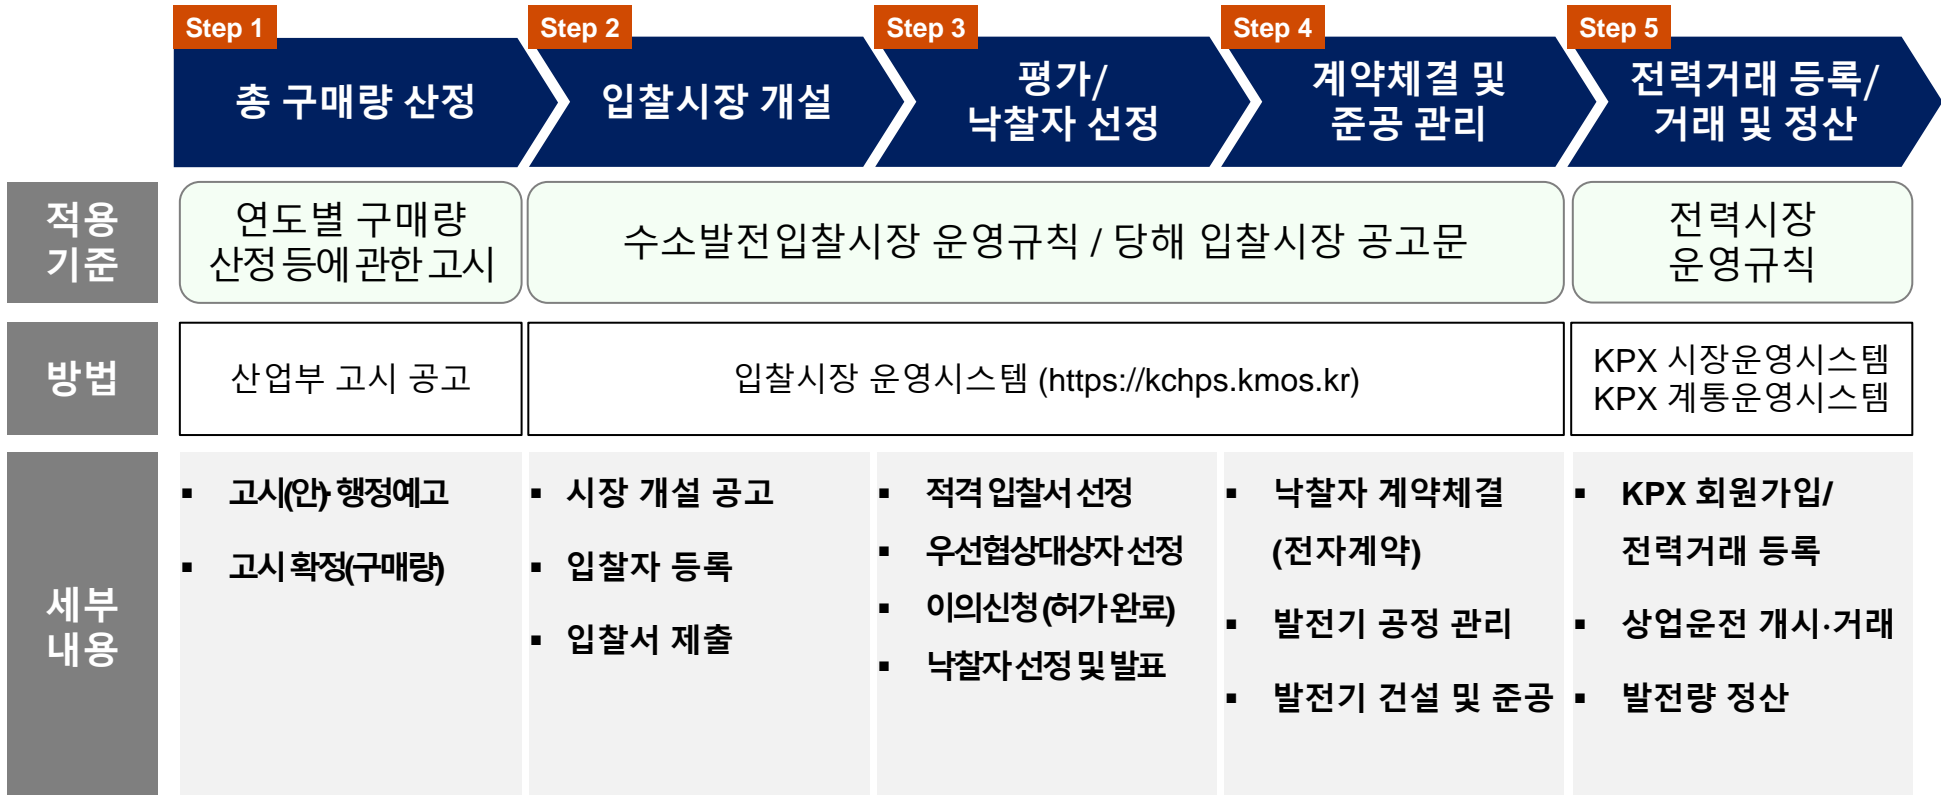 Step 1
총 구매량 산정
Step 2
입찰시장 개설
Step 3
평가/
낙찰자 선정
Step 4
계약체결 및
준공 관리
Step 5
전력거래 등록/
거래 및 정산
적용
기준
연도별 구매량
산정 등에 관한 고시
수소발전입찰시장 운영규칙 / 당해 입찰시장 공고문
전력시장
운영규칙
방법
산업부 고시 공고
입찰시장 운영시스템 (https://kchps.kmos.kr)
KPX 시장운영시스템
KPX 계통운영시스템
세부
내용
▪ 고시(안) 행정예고
▪ 고시 확정(구매량)
▪ 시장 개설 공고
▪ 입찰자 등록
▪ 입찰서 제출
▪ 적격 입찰서 선정
▪ 우선협상대상자 선정
▪ 이의신청 (허가 완료)
▪ 낙찰자 선정 및 발표
▪ 낙찰자 계약체결
(전자계약)
▪ 발전기 공정 관리
▪ 발전기 건설 및 준공
▪ KPX 회원가입/
전력거래 등록
▪ 상업운전 개시·거래
▪ 발전량 정산